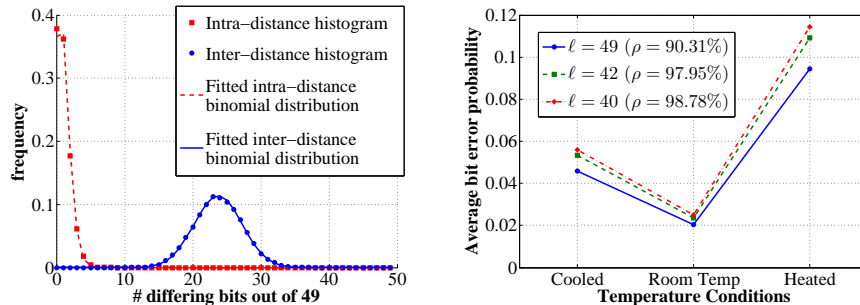 Intra−distance histogram
Inter−distance histogram
Fitted intra−distance
binomial distribution
Fitted inter−distance
binomial distribution
frequency
0.4
0.3
0.2
0.1
0
0 10 20 30 40 50
# differing bits out of 49
ℓ = 49 (ρ = 90.31%)
ℓ = 42 (ρ = 97.95%)
ℓ = 40 (ρ = 98.78%)
Average bit error probability
0.12
0.1
0.08
0.06
0.04
0.02
0
Cooled Room Temp Heated
Temperature Conditions